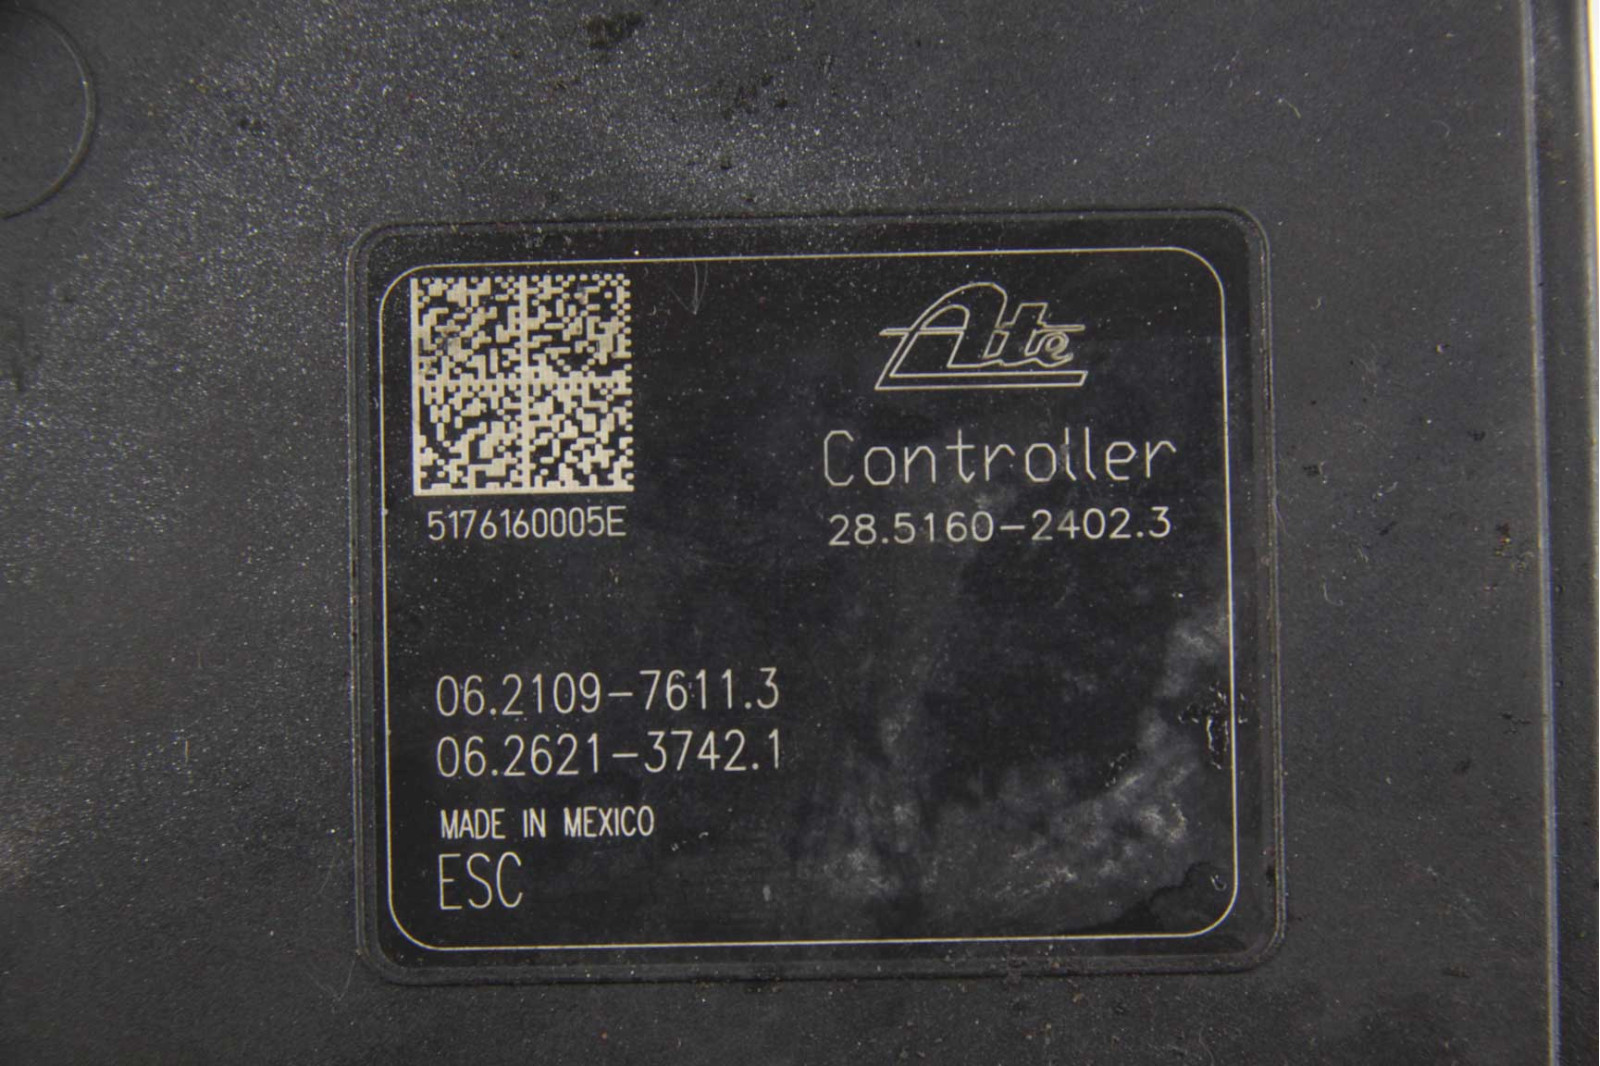 Ate
Controller
5176160005E
28.5160-2402.3
06.2109-7611.3
06.2621-3742.1
MADE IN MEXICO
ESC